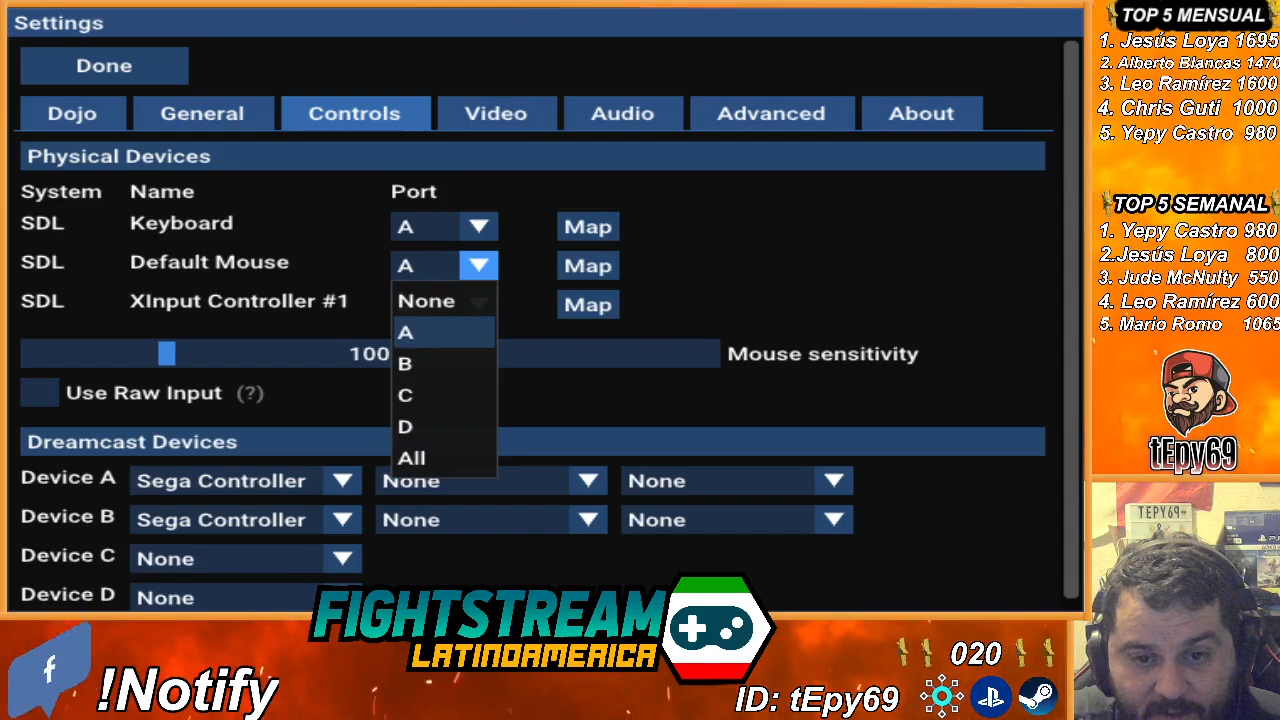 Settings
Done
Dojo General Controls Video Audio Advanced About
Physical Devices
System Name Port
SDL Keyboard A Map
SDL Default Mouse A Map
SDL XInput Controller #1 Map
None
A
B
C
D
All
100 Mouse sensitivity
Use Raw Input (?)
Dreamcast Devices
Device A Sega Controller None None
Device B Sega Controller None None
Device C None
Device D None
FIGHTSTREAM
LATINOAMERICA
f !Notify
020
ID: tEpy69
TOP 5 MENSUAL
1. Jesús Loya 1695
2. Alberto Blancas 1470
3. Leo Ramírez 1600
4. Chris Guti 1000
5. Yepy Castro 980
TOP 5 SEMANAL
1. Yepy Castro 980
2.Jesús Loya 800
3. Jude McNulty 550
4. Leo Ramírez 600
5. Mario Romo 1065
tEpy69
TEPY69